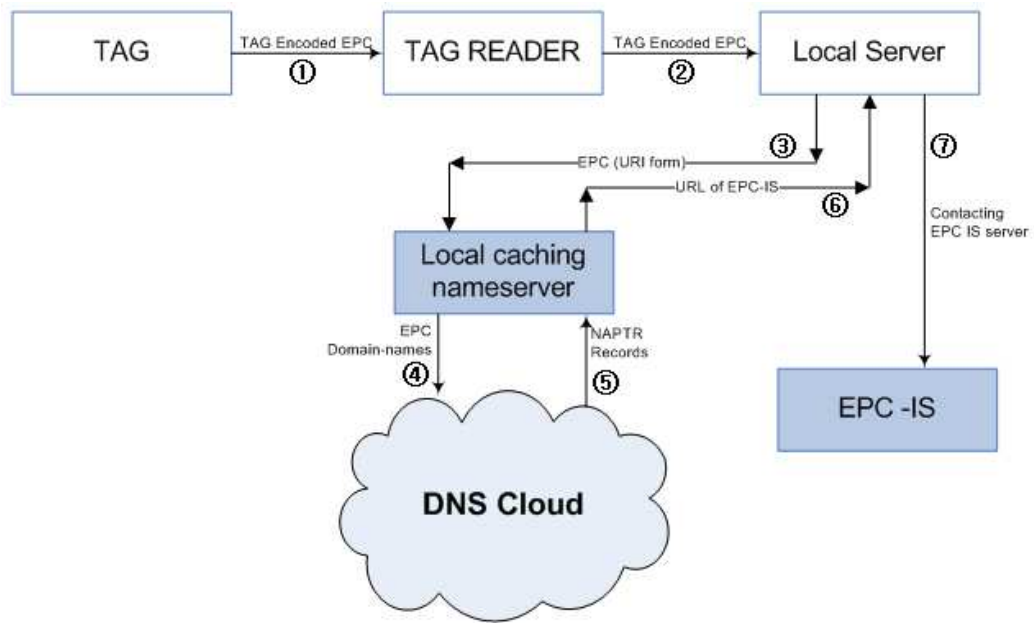 TAG
TAG Encoded EPC
①
TAG READER
TAG Encoded EPC
②
Local Server
③
EPC (URI form)
URL of EPC-IS
⑥
⑦
Contacting
EPC IS server
Local caching
nameserver
EPC
Domain-names
④
NAPTR
Records
⑤
EPC -IS
DNS Cloud